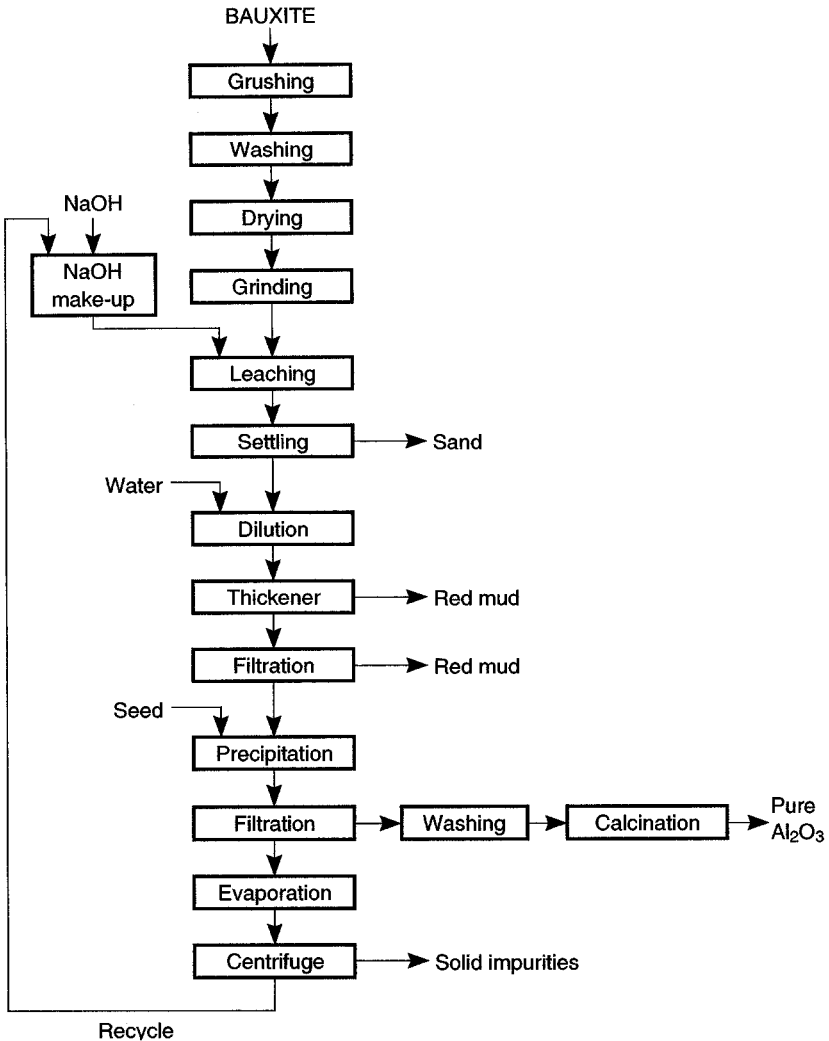 BAUXITE
Grushing
Washing
Drying
NaOH
NaOH
make-up
Grinding
Leaching
Settling
Sand
Water
Dilution
Thickener
Red mud
Filtration
Red mud
Seed
Precipitation
Filtration
Washing
Calcination
Pure
Al₂O₃
Evaporation
Centrifuge
Solid impurities
Recycle